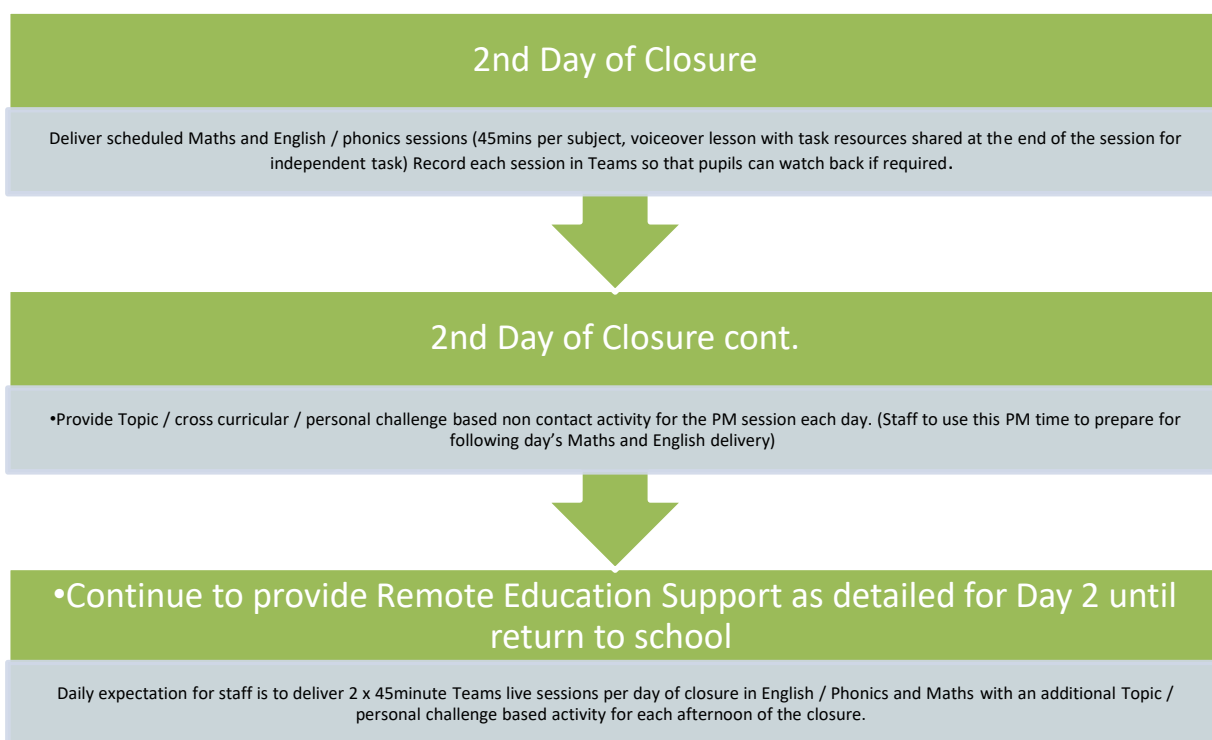 2nd Day of Closure
Deliver scheduled Maths and English / phonics sessions (45mins per subject, voiceover lesson with task resources shared at the end of the session for
independent task) Record each session in Teams so that pupils can watch back if required.
2nd Day of Closure cont.
•Provide Topic / cross curricular / personal challenge based non contact activity for the PM session each day. (Staff to use this PM time to prepare for
following day’s Maths and English delivery)
•Continue to provide Remote Education Support as detailed for Day 2 until
return to school
Daily expectation for staff is to deliver 2 x 45minute Teams live sessions per day of closure in English / Phonics and Maths with an additional Topic /
personal challenge based activity for each afternoon of the closure.